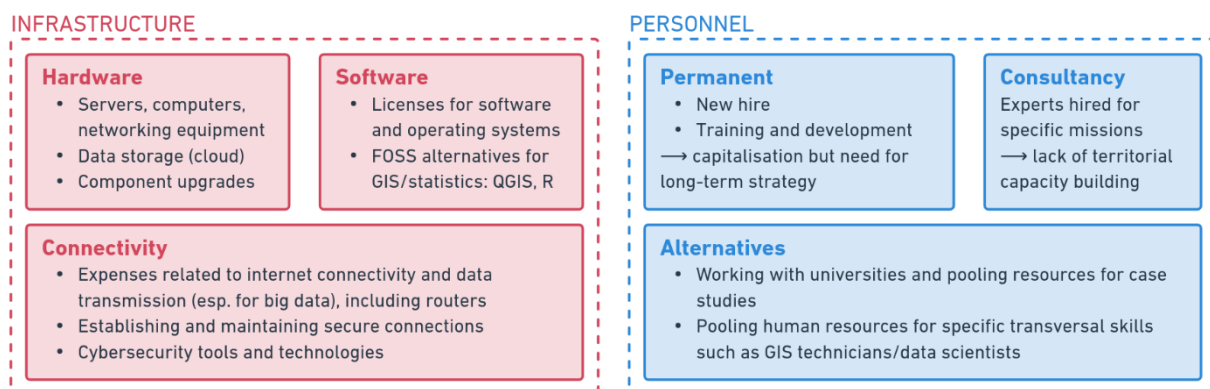 INFRASTRUCTURE
Hardware
• Servers, computers,
networking equipment
• Data storage (cloud)
• Component upgrades
Software
• Licenses for software
and operating systems
• FOSS alternatives for
GIS/statistics: QGIS, R
Connectivity
• Expenses related to internet connectivity and data
transmission (esp. for big data), including routers
• Establishing and maintaining secure connections
• Cybersecurity tools and technologies
PERSONNEL
Permanent
• New hire
• Training and development
→ capitalisation but need for
long-term strategy
Consultancy
Experts hired for
specific missions
→ lack of territorial
capacity building
Alternatives
• Working with universities and pooling resources for case
studies
• Pooling human resources for specific transversal skills
such as GIS technicians/data scientists